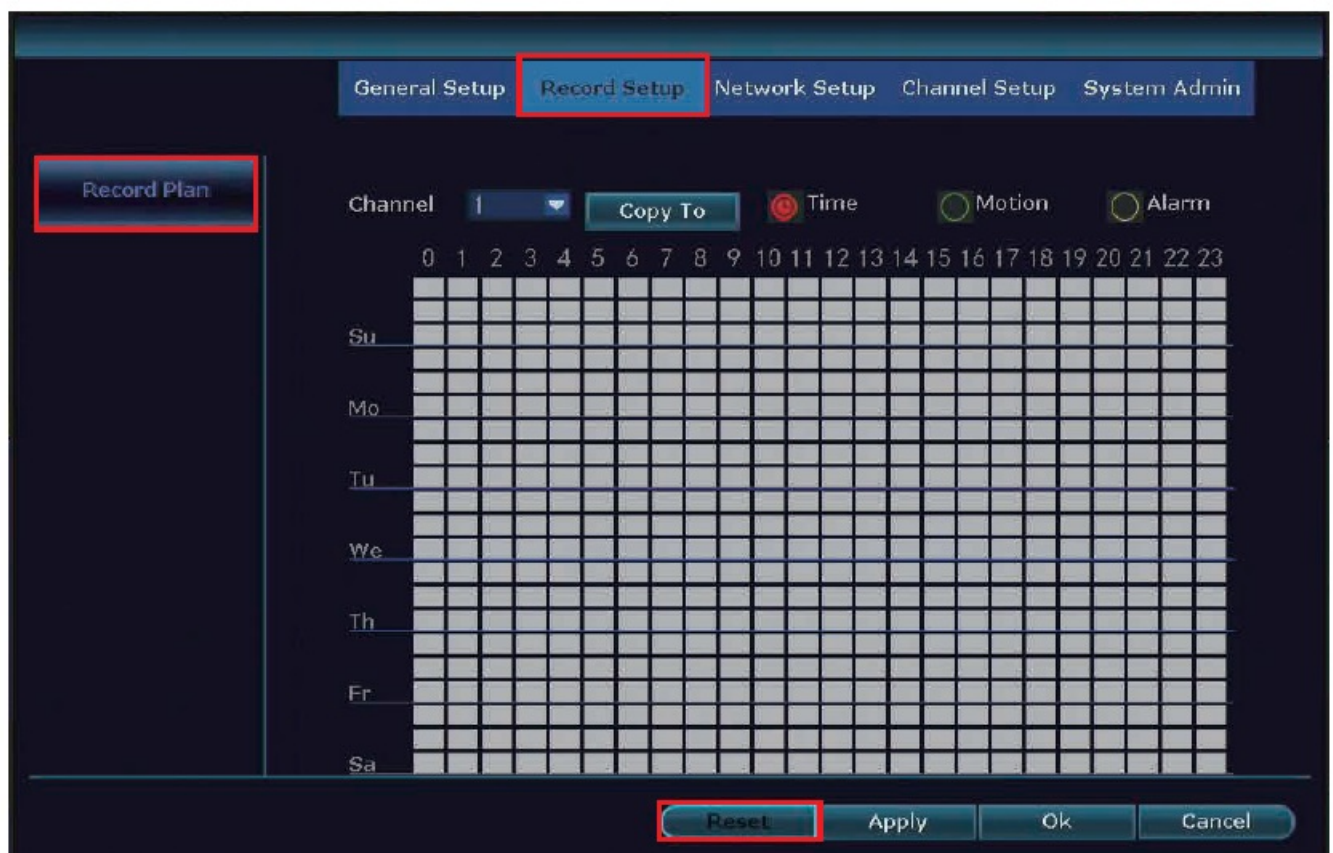 General Setup Record Setup Network Setup Channel Setup System Admin
Record Plan
Channel 1 Copy To Time Motion Alarm
0 1 2 3 4 5 6 7 8 9 10 11 12 13 14 15 16 17 18 19 20 21 22 23
Su
Mo
Tu
We
Th
Fr
Sa
Reset Apply Ok Cancel